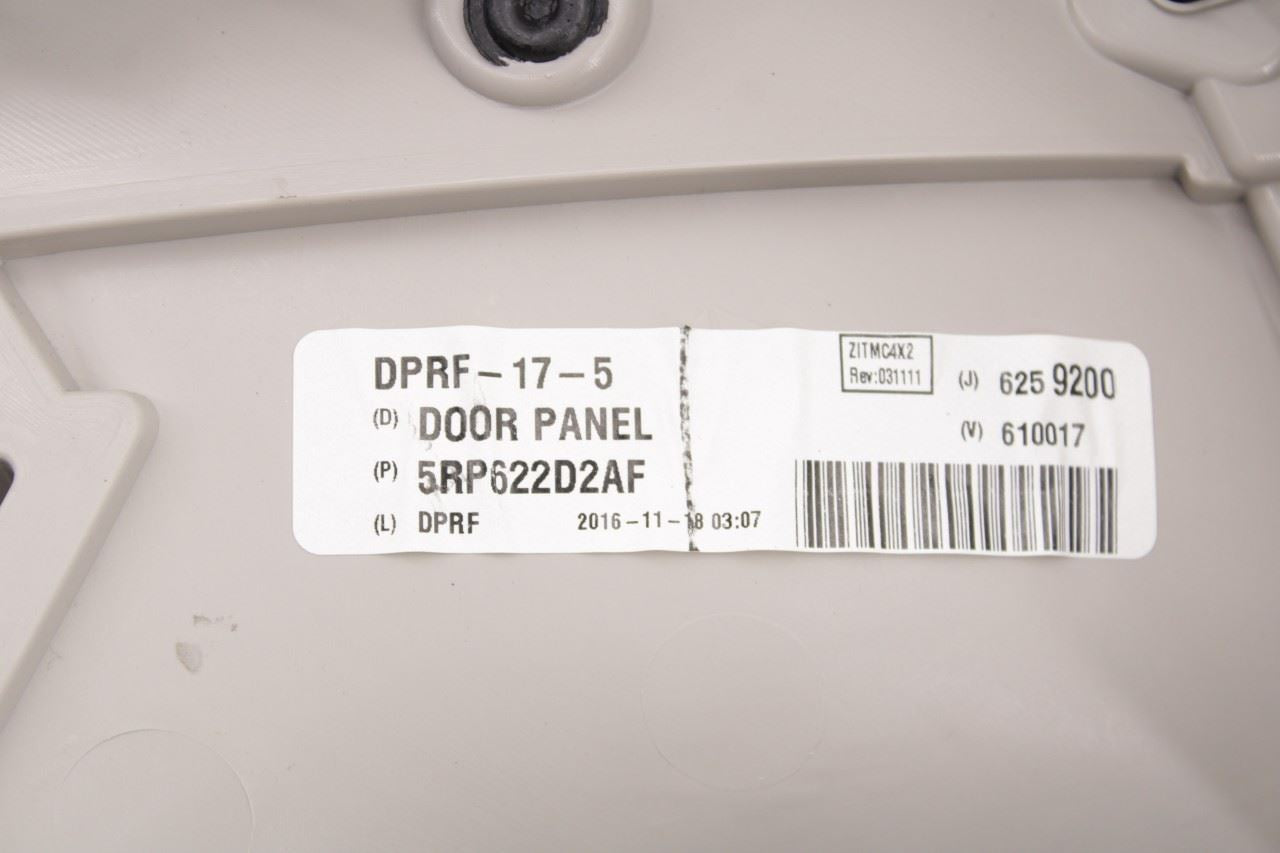 DPRF-17-5
(D) DOOR PANEL
(P) 5RP622D2AF
(L) DPRF 2016-11-18 03:07
ZITMC4X2
Rev:031111
(J) 625 9200
(V) 610017